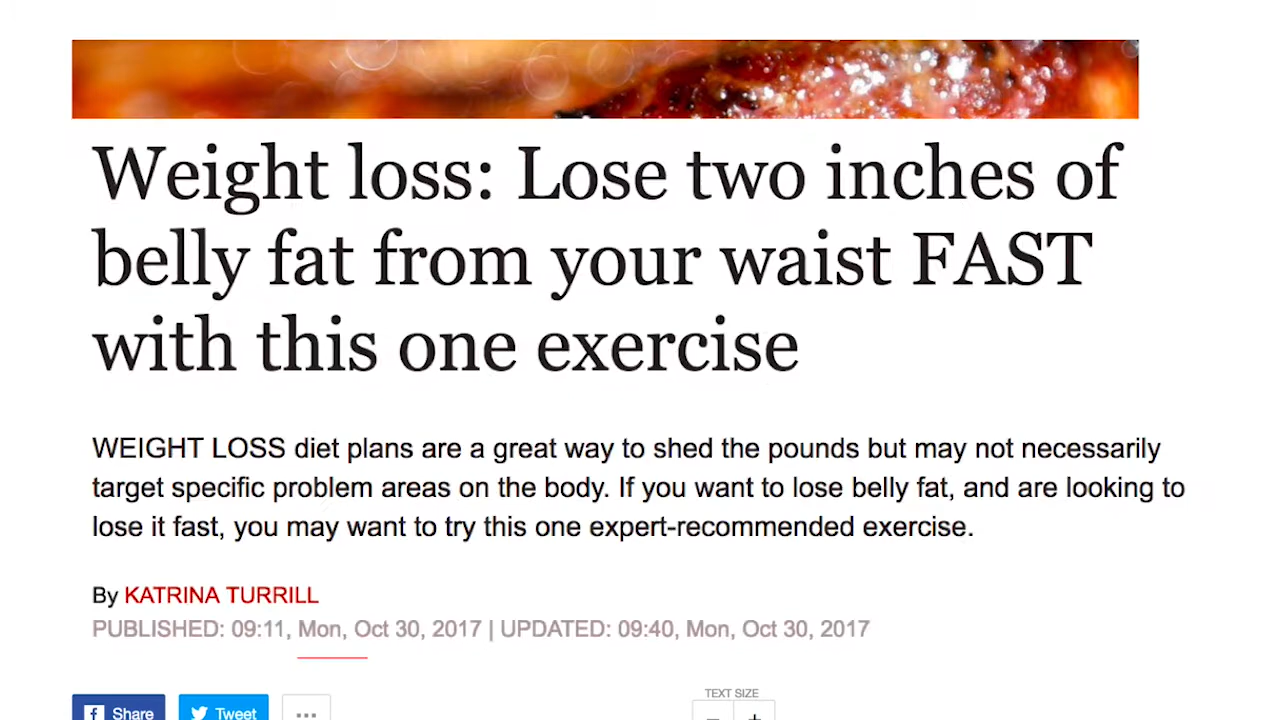 Weight loss: Lose two inches of
belly fat from your waist FAST
with this one exercise
WEIGHT LOSS diet plans are a great way to shed the pounds but may not necessarily
target specific problem areas on the body. If you want to lose belly fat, and are looking to
lose it fast, you may want to try this one expert-recommended exercise.
By KATRINA TURRILL
PUBLISHED: 09:11, Mon, Oct 30, 2017 | UPDATED: 09:40, Mon, Oct 30, 2017
TEXT SIZE
Share Tweet ... − +